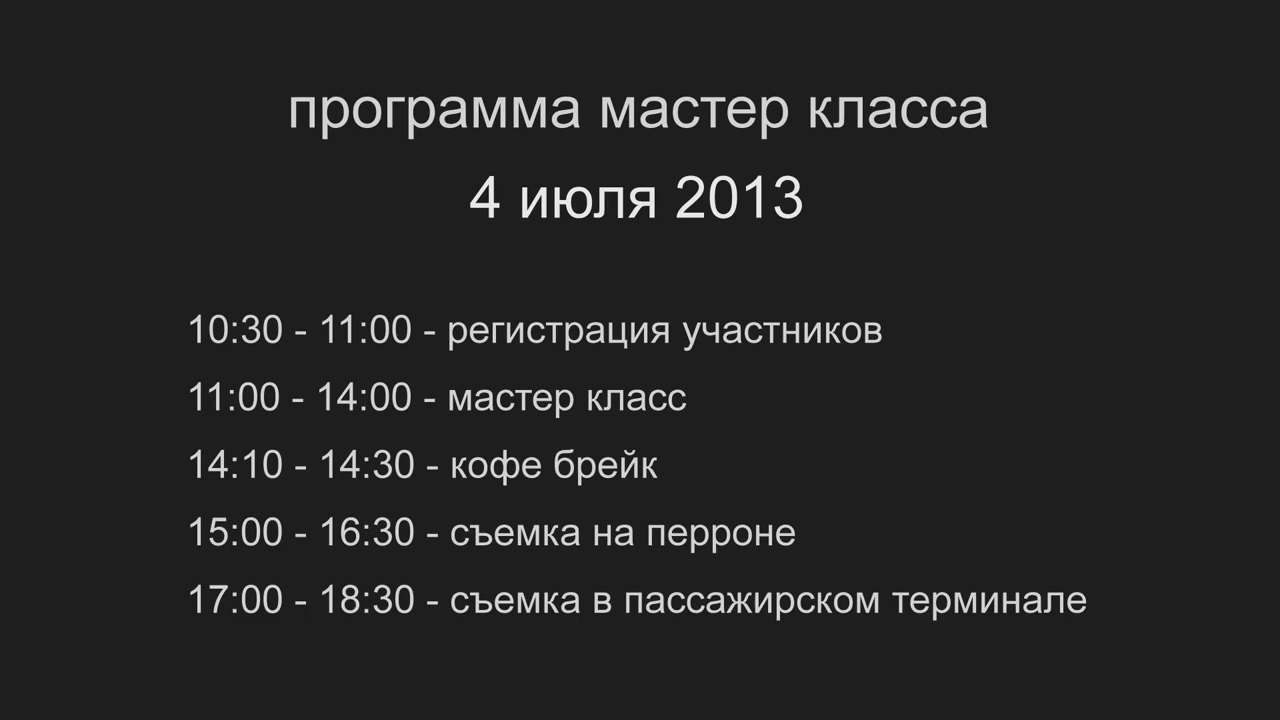 программа мастер класса
4 июля 2013
10:30 - 11:00 - регистрация участников
11:00 - 14:00 - мастер класс
14:10 - 14:30 - кофе брейк
15:00 - 16:30 - съемка на перроне
17:00 - 18:30 - съемка в пассажирском терминале